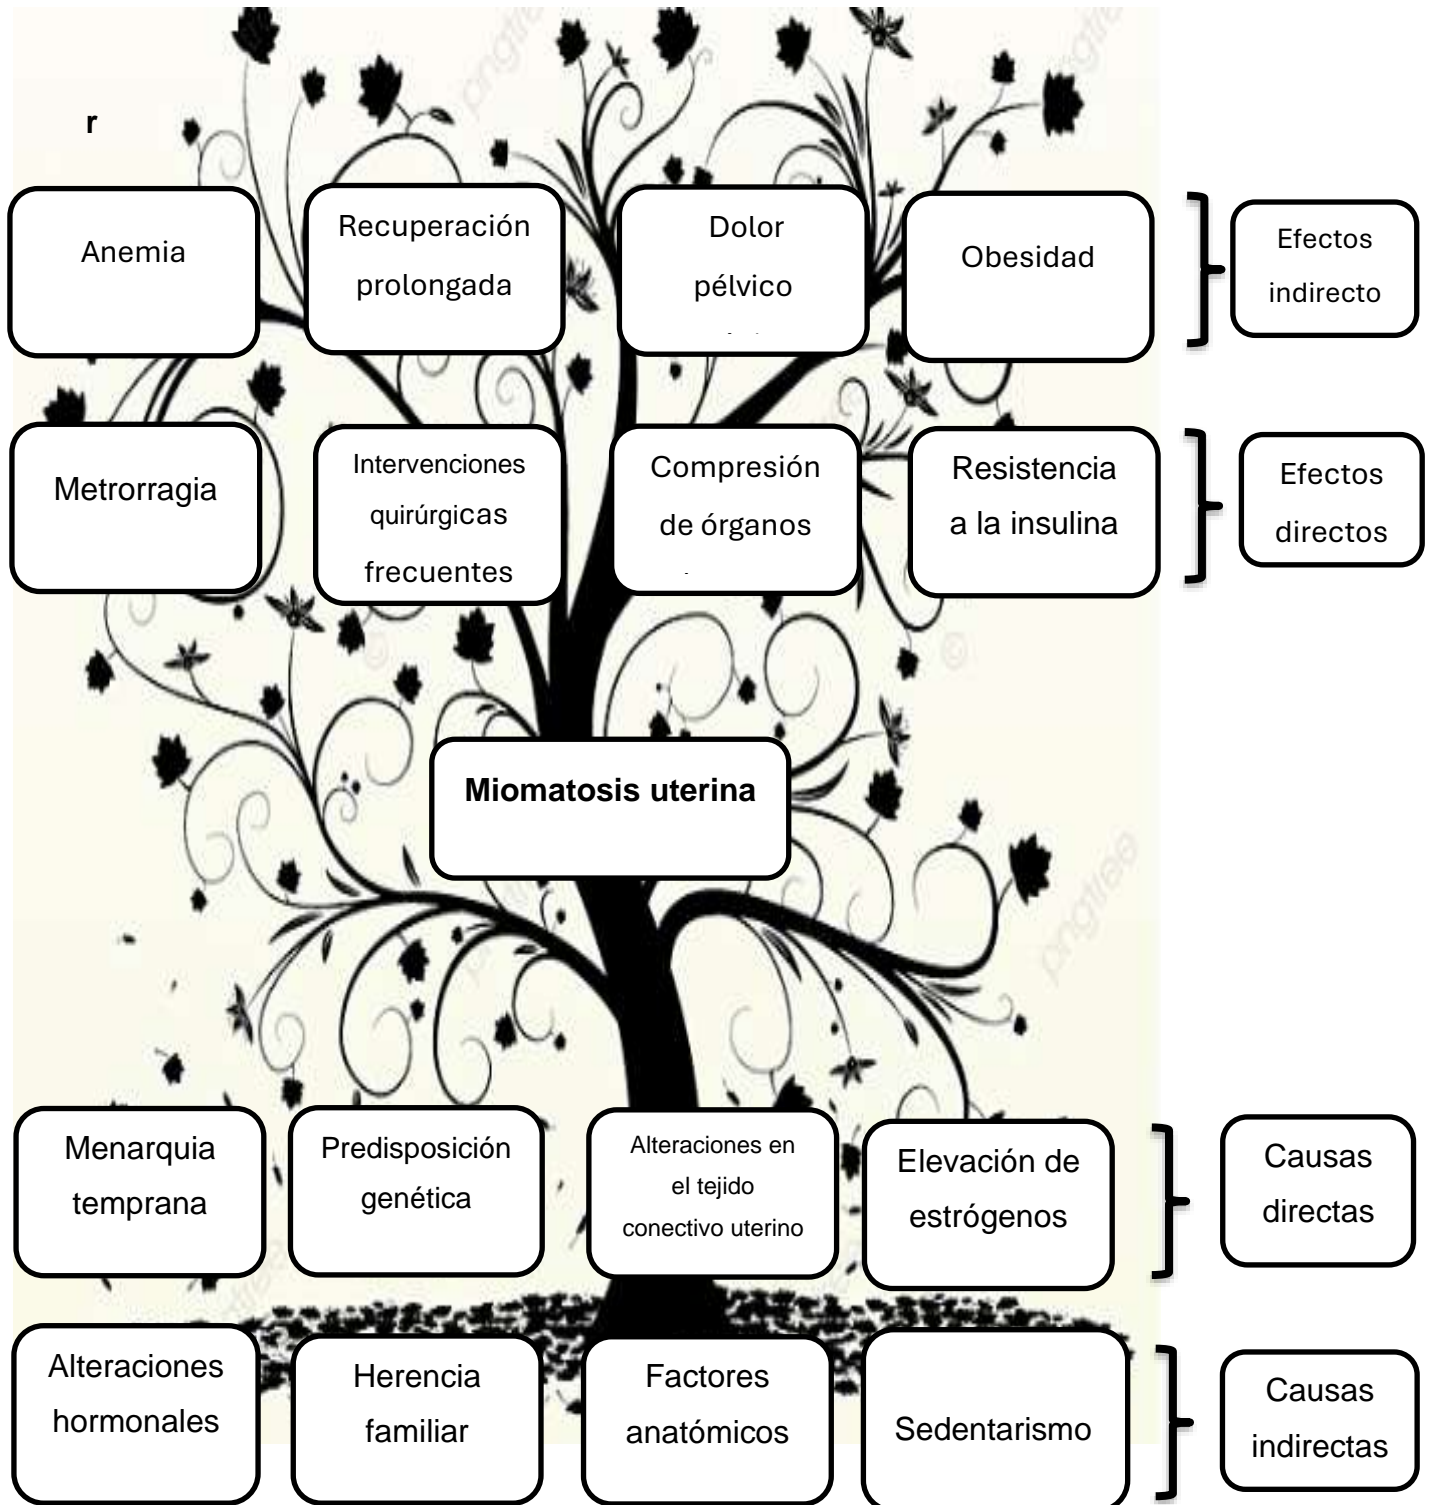 r
Anemia
Recuperación
prolongada
Dolor
pélvico
Obesidad
Efectos
indirecto
Metrorragia
Intervenciones
quirúrgicas
frecuentes
Compresión
de órganos
Resistencia
a la insulina
Efectos
directos
Miomatosis uterina
Menarquia
temprana
Predisposición
genética
Alteraciones en
el tejido
conectivo uterino
Elevación de
estrógenos
Causas
directas
Alteraciones
hormonales
Herencia
familiar
Factores
anatómicos
Sedentarismo
Causas
indirectas
pngtree
pngtree